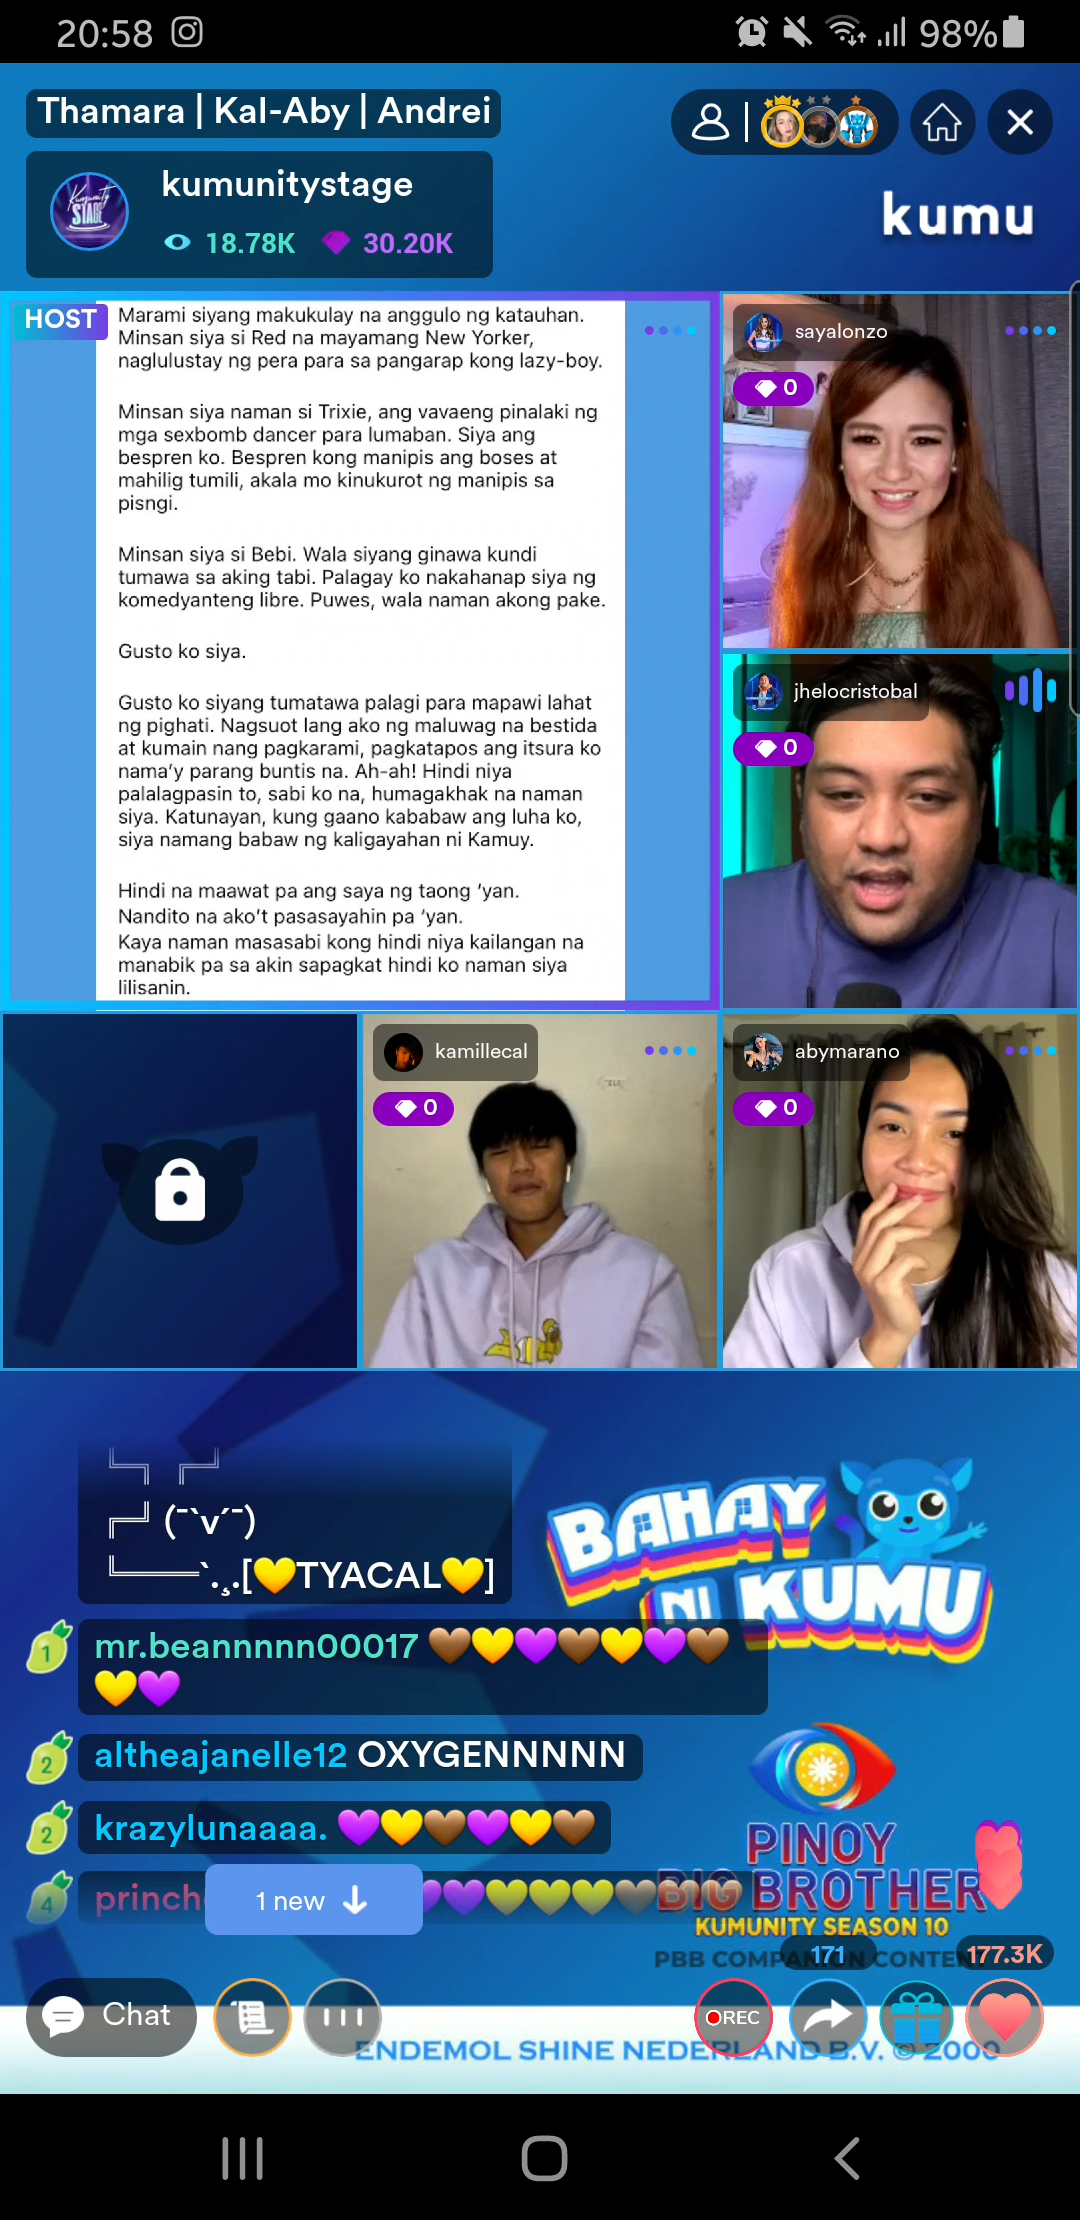 20:58
98%
Thamara | Kal-Aby | Andrei
kumunitystage
18.78K 30.20K
kumu
HOST
Marami siyang makukulay na anggulo ng katauhan.
Minsan siya si Red na mayamang New Yorker,
naglulustay ng pera para sa pangarap kong lazy-boy.
Minsan siya naman si Trixie, ang vavaeng pinalaki ng
mga sexbomb dancer para lumaban. Siya ang
bespren ko. Bespren kong manipis ang boses at
mahilig tumili, akala mo kinukurot ng manipis sa
pisngi.
Minsan siya si Bebi. Wala siyang ginawa kundi
tumawa sa aking tabi. Palagay ko nakahanap siya ng
komedyanteng libre. Puwes, wala naman akong pake.
Gusto ko siya.
Gusto ko siyang tumatawa palagi para mapawi lahat
ng pighati. Nagsuot lang ako ng maluwag na bestida
at kumain nang pagkarami, pagkatapos ang itsura ko
nama’y parang buntis na. Ah-ah! Hindi niya
palalagpasin to, sabi ko na, humagakhak na naman
siya. Katunayan, kung gaano kababaw ang luha ko,
siya namang babaw ng kaligayahan ni Kamuy.
Hindi na maawat pa ang saya ng taong ‘yan.
Nandito na ako’t pasasayahin pa ‘yan.
Kaya naman masasabi kong hindi niya kailangan na
manabik pa sa akin sapagkat hindi ko naman siya
lilisanin.
sayalonzo
0
jhelocristobal
0
kamillecal
0
abymarano
0
╚╗ ╔╝
╔╝ (¯`v´¯)
╚═══`.¸.[💛TYACAL💛]
1 mr.beannnnn00017 🤎💛💜🤎💛💜🤎
💛💜
2 altheajanelle12 OXYGENNNNN
2 krazylunaaaa. 💜💛🤎💜💛🤎
4 princh
1 new ↓
BAHAY
NI KUMU
PINOY
BIG BROTHER
KUMUNITY SEASON 10
PBB COMPANION CONTEN
171
177.3K
Chat
REC
ENDEMOL SHINE NEDERLAND B.V. © 2000